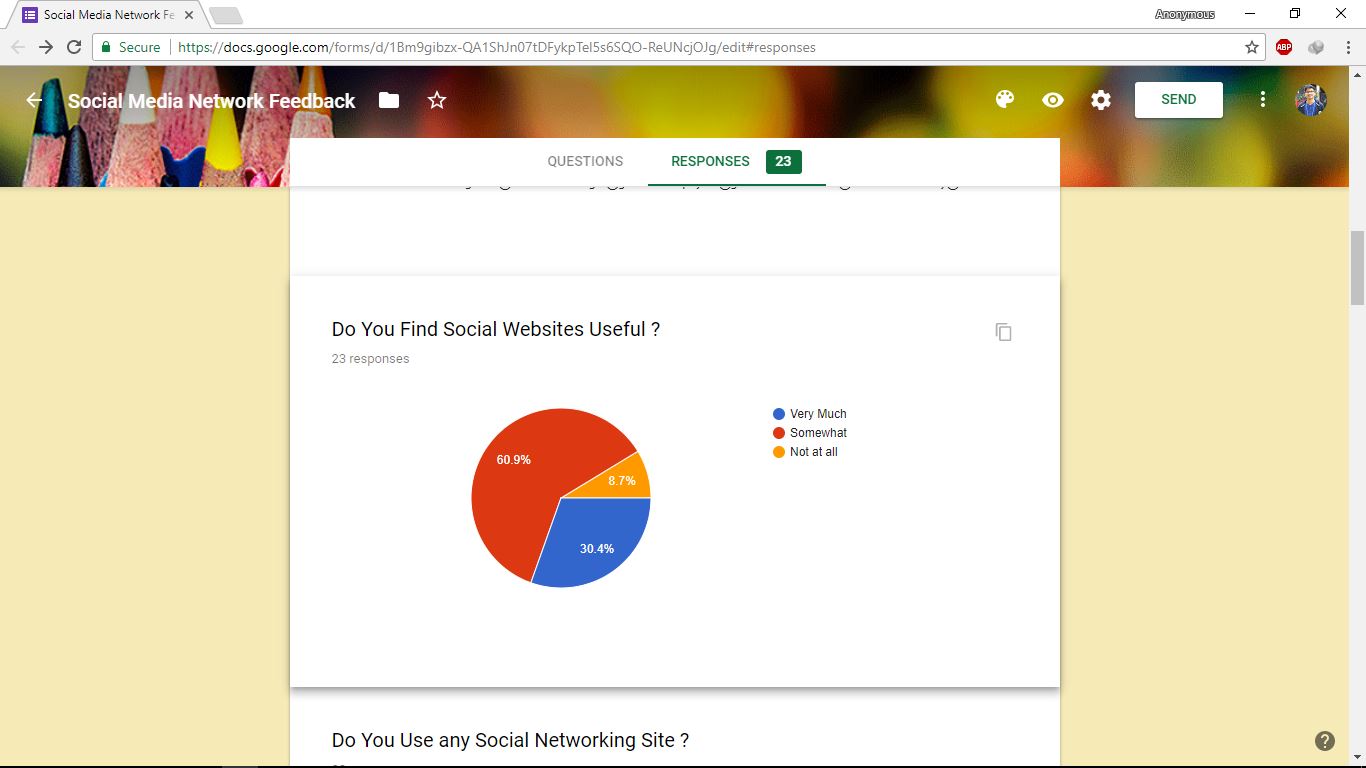 Social Media Network Fe
Anonymous
Secure
https://docs.google.com/forms/d/1Bm9gibzx-QA1ShJn07tDFykpTeI5s6SQO-ReUNcjOJg/edit#responses
ABP
Social Media Network Feedback
SEND
QUESTIONS
RESPONSES 23
Do You Find Social Websites Useful ?
23 responses
Very Much
Somewhat
Not at all
60.9%
8.7%
30.4%
Do You Use any Social Networking Site ?